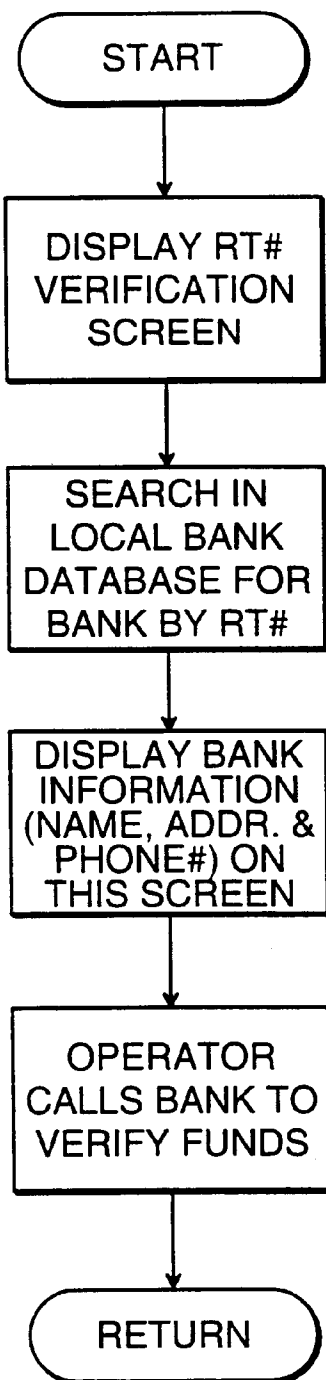 START
DISPLAY RT#
VERIFICATION
SCREEN
SEARCH IN
LOCAL BANK
DATABASE FOR
BANK BY RT#
DISPLAY BANK
INFORMATION
(NAME, ADDR. &
PHONE#) ON
THIS SCREEN
OPERATOR
CALLS BANK TO
VERIFY FUNDS
RETURN